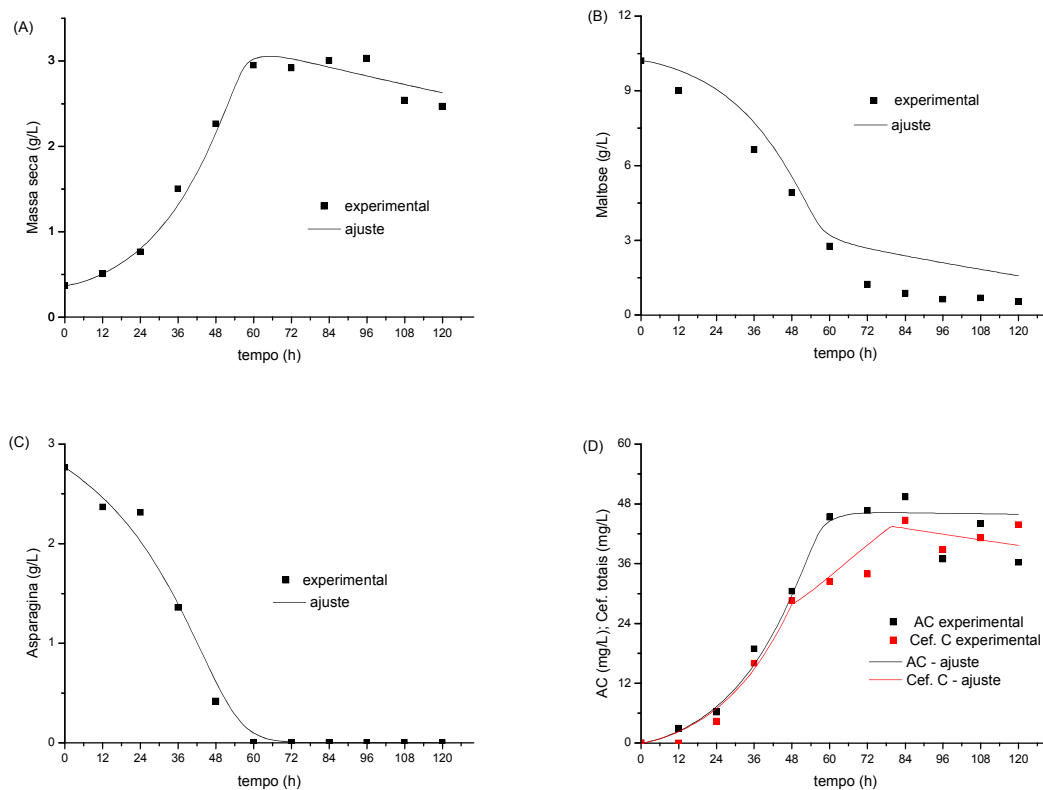 (A)
Massa seca (g/L)
3
2
1
0
0 12 24 36 48 60 72 84 96 108 120
tempo (h)
experimental
ajuste
(B)
Maltose (g/L)
12
9
6
3
0
0 12 24 36 48 60 72 84 96 108 120
tempo (h)
experimental
ajuste
(C)
Asparagina (g/L)
3
2
1
0
0 12 24 36 48 60 72 84 96 108 120
tempo (h)
experimental
ajuste
(D)
AC (mg/L); Cef. totais (mg/L)
60
48
36
24
12
0
0 12 24 36 48 60 72 84 96 108 120
tempo (h)
AC experimental
Cef. C experimental
AC - ajuste
Cef. C - ajuste